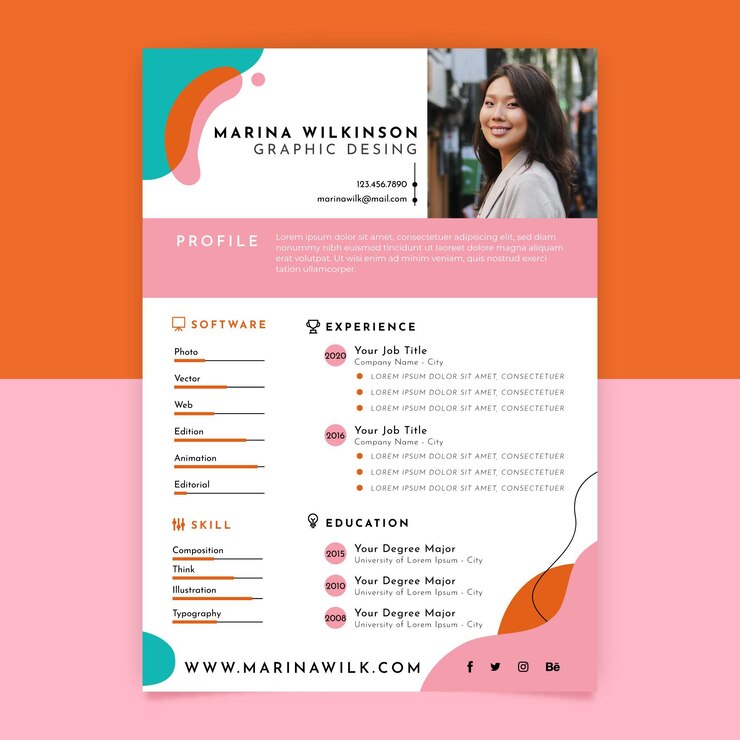 MARINA WILKINSON
GRAPHIC DESING
123.456.7890
marinawilk@mail.com
PROFILE
Lorem ipsum dolor sit amet, consectetuer adipiscing elit, sed diam
nonummy nibh euismod tincidunt ut laoreet dolore magna aliquam
erat volutpat. Ut wisi enim ad minim veniam, quis nostrud exerci
tation ullamcorper.
SOFTWARE
Photo
Vector
Web
Edition
Animation
Editorial
SKILL
Composition
Think
Illustration
Typography
EXPERIENCE
2020
Your Job Title
Company Name - City
LOREM IPSUM DOLOR SIT AMET, CONSECTETUER
LOREM IPSUM DOLOR SIT AMET, CONSECTETUER
LOREM IPSUM DOLOR SIT AMET, CONSECTETUER
2016
Your Job Title
Company Name - City
LOREM IPSUM DOLOR SIT AMET, CONSECTETUER
LOREM IPSUM DOLOR SIT AMET, CONSECTETUER
LOREM IPSUM DOLOR SIT AMET, CONSECTETUER
EDUCATION
2015
Your Degree Major
University of Lorem Ipsum - City
2010
Your Degree Major
University of Lorem Ipsum - City
2008
Your Degree Major
University of Lorem Ipsum - City
WWW.MARINAWILK.COM
f
Bē